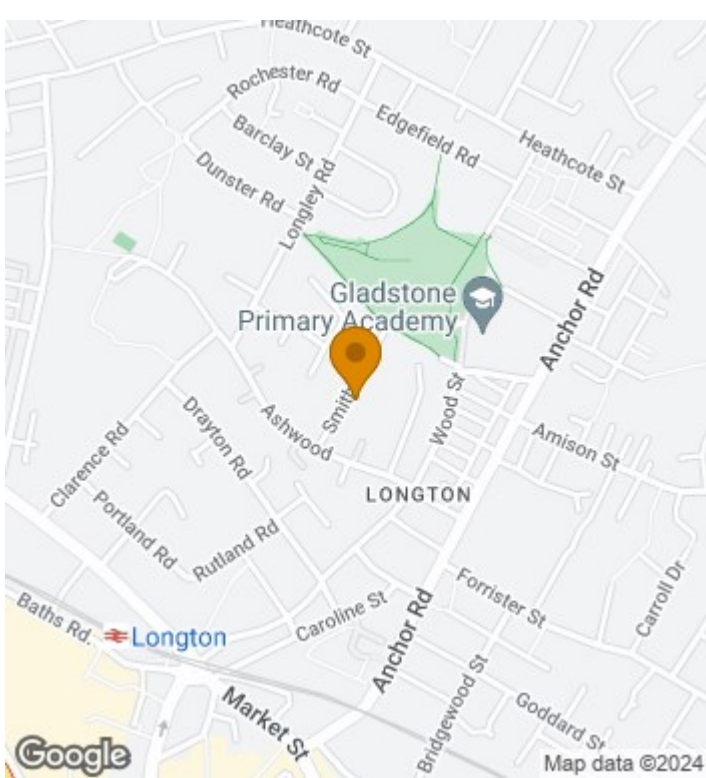 Heathcote St
Rochester Rd
Edgefield Rd
Barclay St
Heathcote St
Dunster Rd
Longley Rd
Gladstone
Primary Academy
Anchor Rd
Smith
Wood St
Drayton Rd
Ashwood
Amison St
Clarence Rd
LONGTON
Portland Rd
Rutland Rd
Forrister St
Carroll Dr
Baths Rd.
Longton
Caroline St
Anchor Rd
Market St
Bridgewood St
Goddard St
Google
Map data ©2024